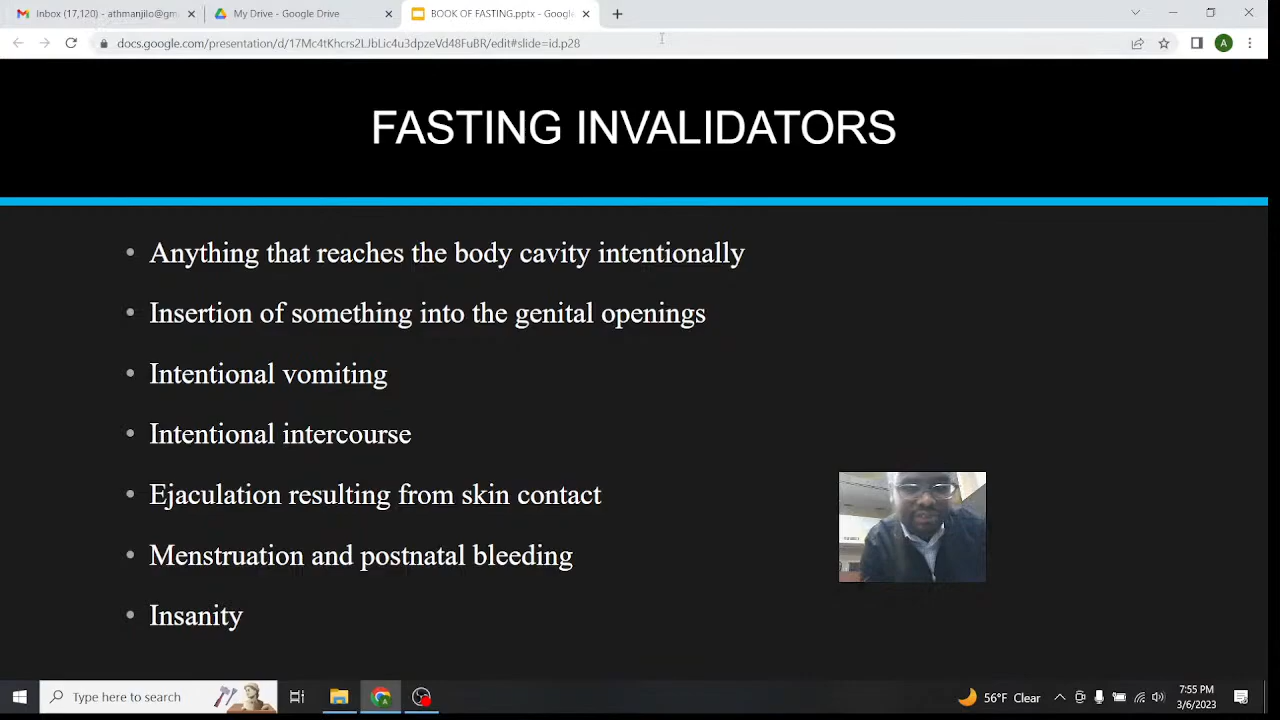 Inbox (17,120) - athmanjilo@gm
My Drive - Google Drive
BOOK OF FASTING.pptx - Google
docs.google.com/presentation/d/17Mc4tKhcrs2LJbLic4u3dpzeVd48FuBR/edit#slide=id.p28
A
FASTING INVALIDATORS
• Anything that reaches the body cavity intentionally
• Insertion of something into the genital openings
• Intentional vomiting
• Intentional intercourse
• Ejaculation resulting from skin contact
• Menstruation and postnatal bleeding
• Insanity
Type here to search
56°F Clear
7:55 PM
3/6/2023